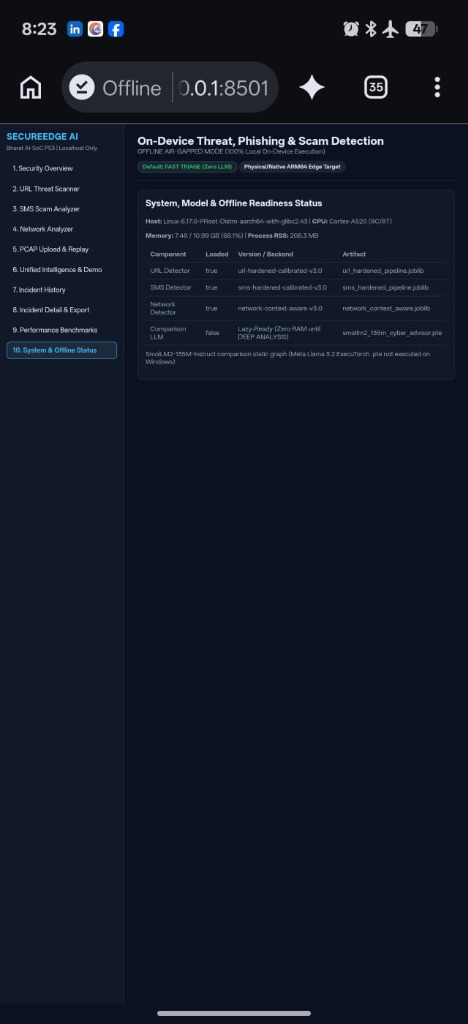 8:23
47
Offline
0.0.1:8501
35
SECUREEDGE AI
Bharat AI-SoC PS3 | Localhost Only
1. Security Overview
2. URL Threat Scanner
3. SMS Scam Analyzer
4. Network Analyzer
5. PCAP Upload & Replay
6. Unified Intelligence & Demo
7. Incident History
8. Incident Detail & Export
9. Performance Benchmarks
10. System & Offline Status
On-Device Threat, Phishing & Scam Detection
OFFLINE AIR-GAPPED MODE (100% Local On-Device Execution)
Default: FAST TRIAGE (Zero LLM)
Physical/Native ARM64 Edge Target
System, Model & Offline Readiness Status
Host: Linux-6.17.0-PRoot-Distro-aarch64-with-glibc2.43 | CPU: Cortex-A520 (8C/8T)
Memory: 7.48 / 10.99 GB (68.1%) | Process RSS: 206.3 MB
Component Loaded Version / Backend Artifact
URL Detector true url-hardened-calibrated-v3.0 url_hardened_pipeline.joblib
SMS Detector true sms-hardened-calibrated-v3.0 sms_hardened_pipeline.joblib
Network Detector true network-context-aware-v3.0 network_context_aware.joblib
Comparison LLM false Lazy-Ready (Zero RAM until DEEP ANALYSIS) smollm2_135m_cyber_advisor.pte
SmolLM2-135M-Instruct comparison static graph (Meta Llama 3.2 ExecuTorch .pte not executed on
Windows)